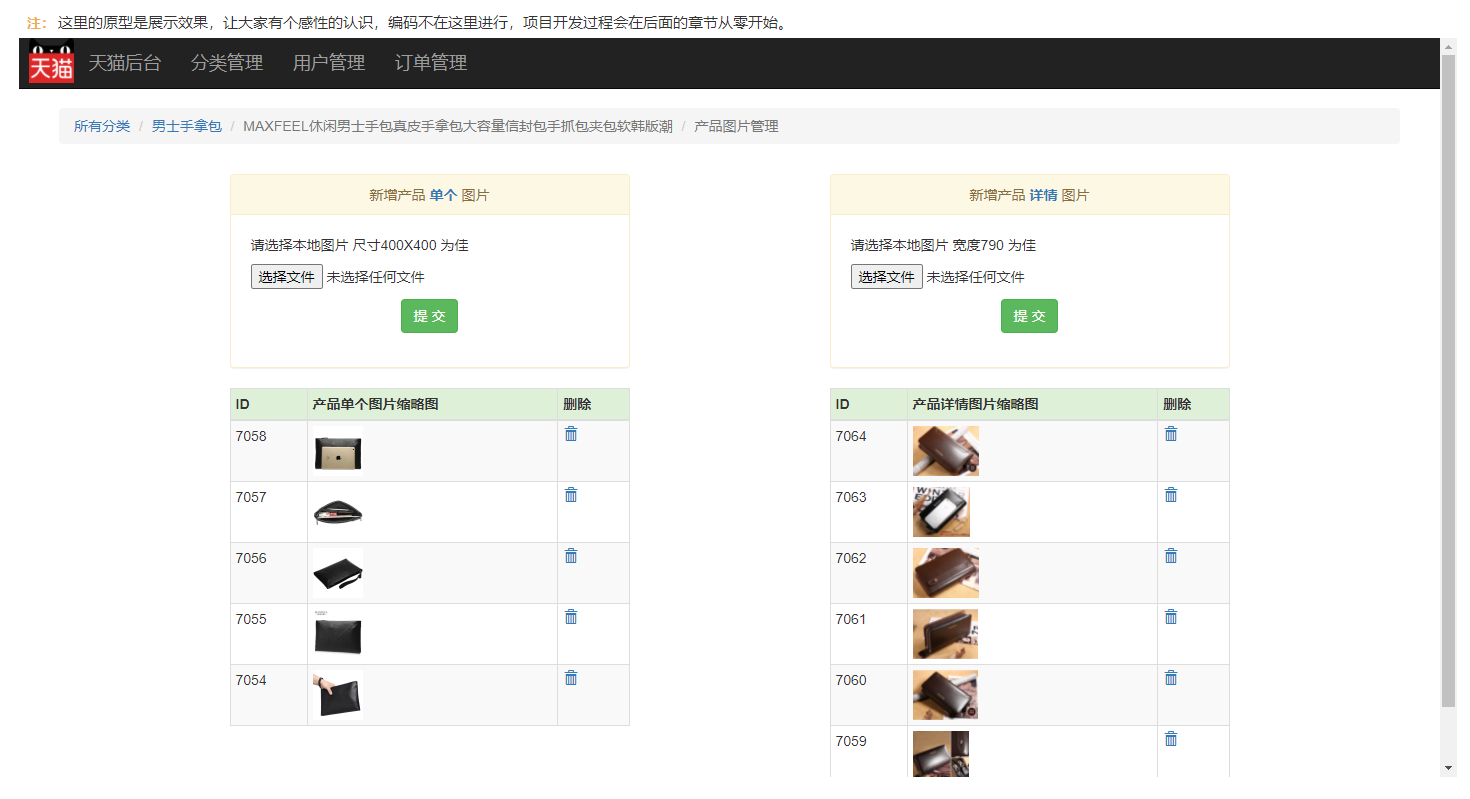 注: 这里的原型是展示效果，让大家有个感性的认识，编码不在这里进行，项目开发过程会在后面的章节从零开始。
天猫 天猫后台 分类管理 用户管理 订单管理
所有分类 / 男士手拿包 / MAXFEEL休闲男士手包真皮手拿包大容量信封包手抓包夹包软韩版潮 / 产品图片管理
新增产品 单个 图片
请选择本地图片 尺寸400X400 为佳
选择文件 未选择任何文件
提交
ID 产品单个图片缩略图 删除
7058
7057
7056
7055
7054
新增产品 详情 图片
请选择本地图片 宽度790 为佳
选择文件 未选择任何文件
提交
ID 产品详情图片缩略图 删除
7064
7063
7062
7061
7060
7059